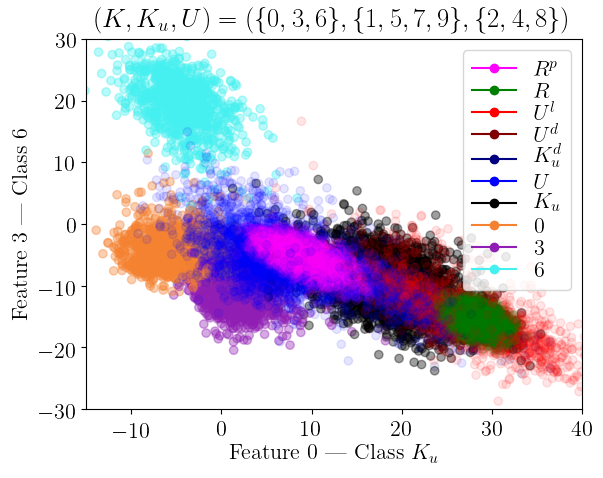 (K, K_u, U) = ({0, 3, 6}, {1, 5, 7, 9}, {2, 4, 8})
30
20
10
0
−10
−20
−30
Feature 3 — Class 6
R^p
R
U^l
U^d
K_u^d
U
K_u
0
3
6
−10
0
10
20
30
40
Feature 0 — Class K_u